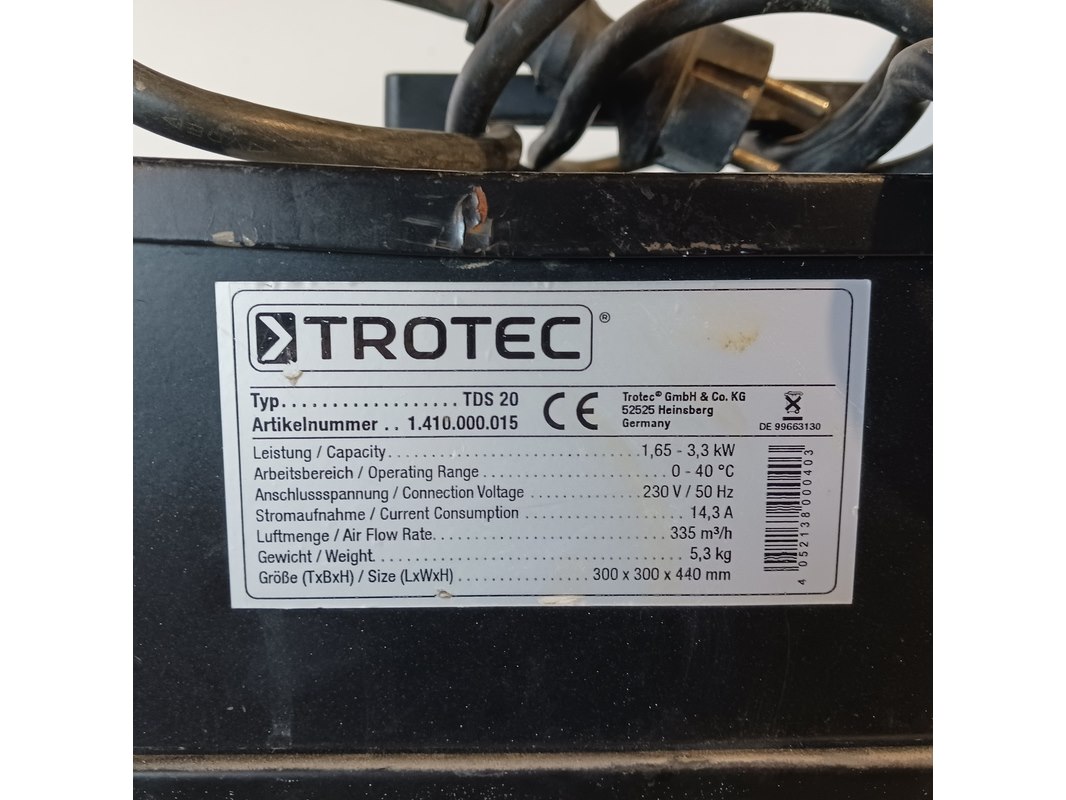 TROTEC®
Typ.................. TDS 20
Artikelnummer .. 1.410.000.015
CE
Trotec® GmbH & Co. KG
52525 Heinsberg
Germany
DE 99663130
Leistung / Capacity.............................1,65 - 3,3 kW
Arbeitsbereich / Operating Range ...................... 0 - 40 °C
Anschlussspannung / Connection Voltage ............. 230 V / 50 Hz
Stromaufnahme / Current Consumption .................... 14,3 A
Luftmenge / Air Flow Rate........................... 335 m³/h
Gewicht / Weight.................................. 5,3 kg
Größe (TxBxH) / Size (LxWxH) ............... 300 x 300 x 440 mm
4 052138 000403